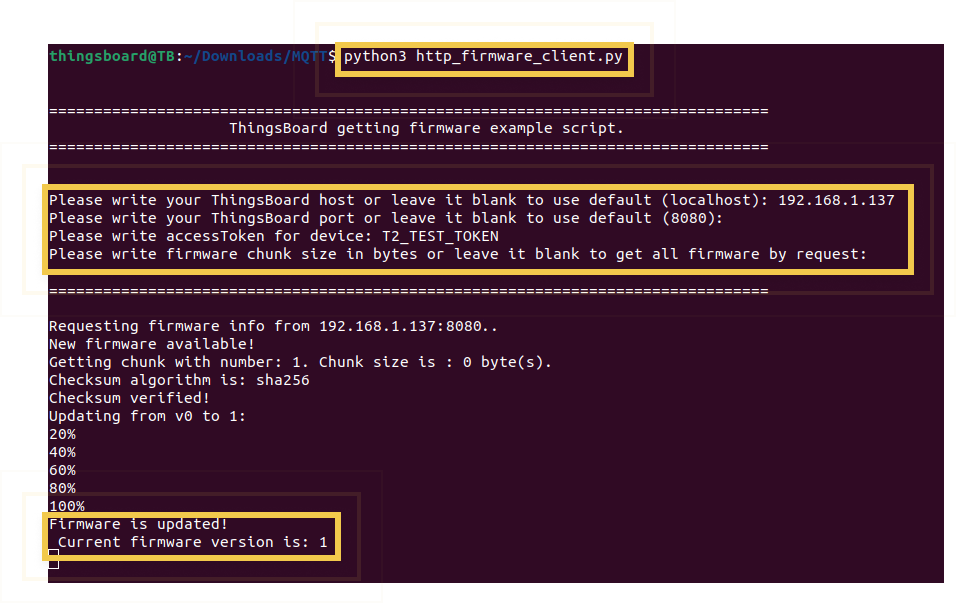 thingsboard@TB:~/Downloads/MQTT$ python3 http_firmware_client.py
================================================================================
ThingsBoard getting firmware example script.
================================================================================
Please write your ThingsBoard host or leave it blank to use default (localhost): 192.168.1.137
Please write your ThingsBoard port or leave it blank to use default (8080):
Please write accessToken for device: T2_TEST_TOKEN
Please write firmware chunk size in bytes or leave it blank to get all firmware by request:
================================================================================
Requesting firmware info from 192.168.1.137:8080..
New firmware available!
Getting chunk with number: 1. Chunk size is : 0 byte(s).
Checksum algorithm is: sha256
Checksum verified!
Updating from v0 to 1:
20%
40%
60%
80%
100%
Firmware is updated!
Current firmware version is: 1